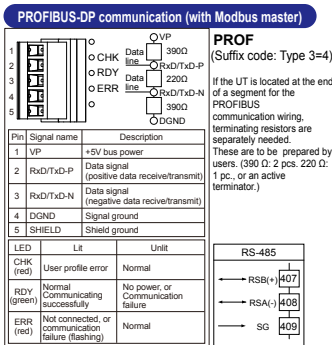 PROFIBUS-DP communication (with Modbus master)
1
2
3
4
5
CHK
RDY
ERR
VP
390Ω
Data line
RxD/TxD-P
220Ω
Data line
RxD/TxD-N
390Ω
DGND
PROF
(Suffix code: Type 3=4)
If the UT is located at the end
of a segment for the
PROFIBUS
communication wiring,
terminating resistors are
separately needed.
These are to be prepared by
users. (390 Ω: 2 pcs. 220 Ω:
1 pc., or an active
terminator.)
Pin Signal name Description
1 VP +5V bus power
2 RxD/TxD-P Data signal
(positive data receive/transmit)
3 RxD/TxD-N Data signal
(negative data recive/transmit)
4 DGND Signal ground
5 SHIELD Shield ground
LED Lit Unlit
CHK
(red) User profile error Normal
RDY
(green) Normal
Communicating
successfully No power, or
Communication
failure
ERR
(red) Not connected, or
communication
failure (flashing) Normal
RS-485
RSB(+) 407
RSA(-) 408
SG 409